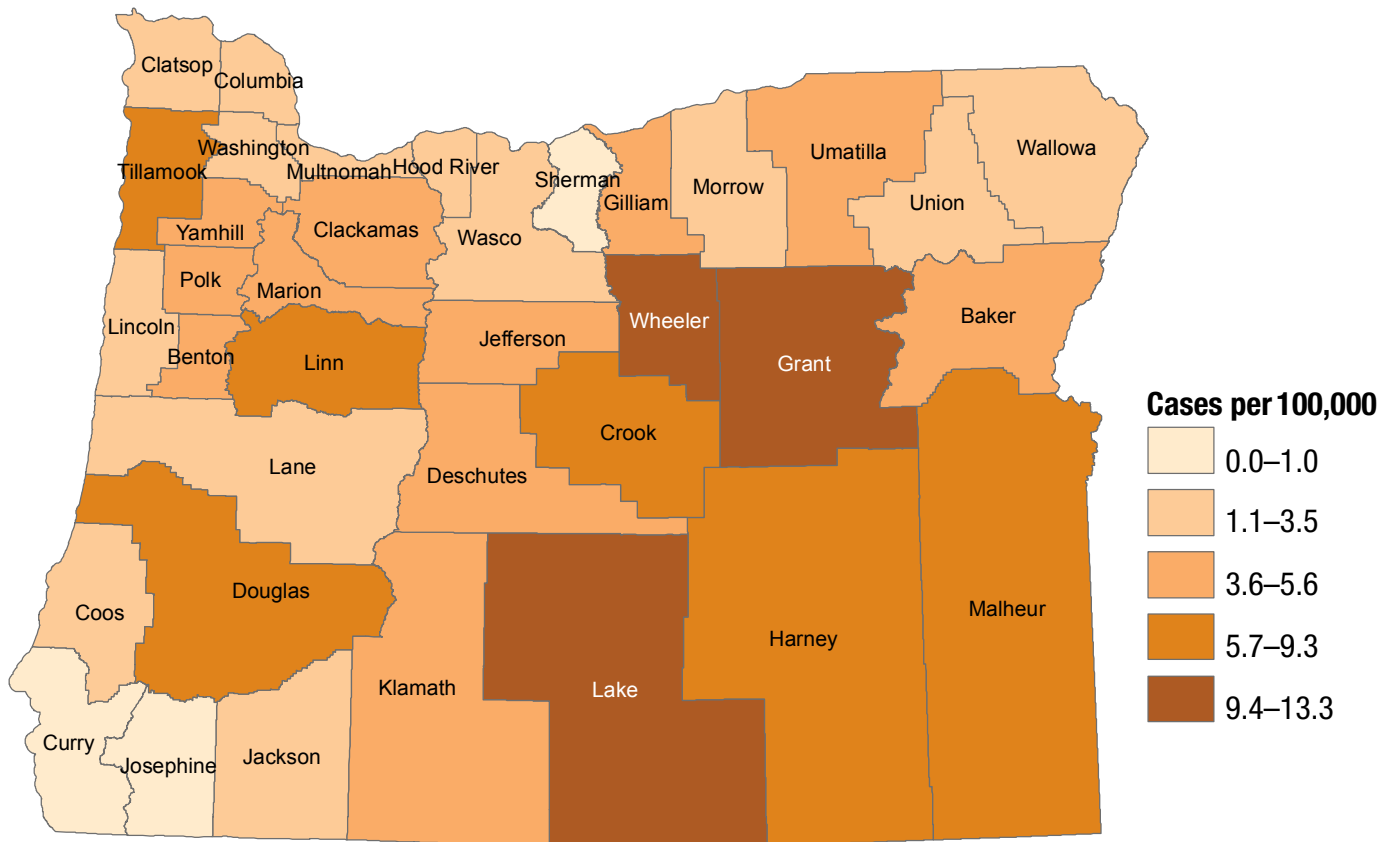 Clatsop
Columbia
Washington
Tillamook
Multnomah
Hood River
Sherman
Gilliam
Morrow
Umatilla
Union
Wallowa
Yamhill
Clackamas
Wasco
Polk
Marion
Lincoln
Benton
Linn
Jefferson
Wheeler
Grant
Baker
Crook
Lane
Deschutes
Douglas
Coos
Klamath
Lake
Harney
Malheur
Curry
Josephine
Jackson
Cases per 100,000
0.0–1.0
1.1–3.5
3.6–5.6
5.7–9.3
9.4–13.3